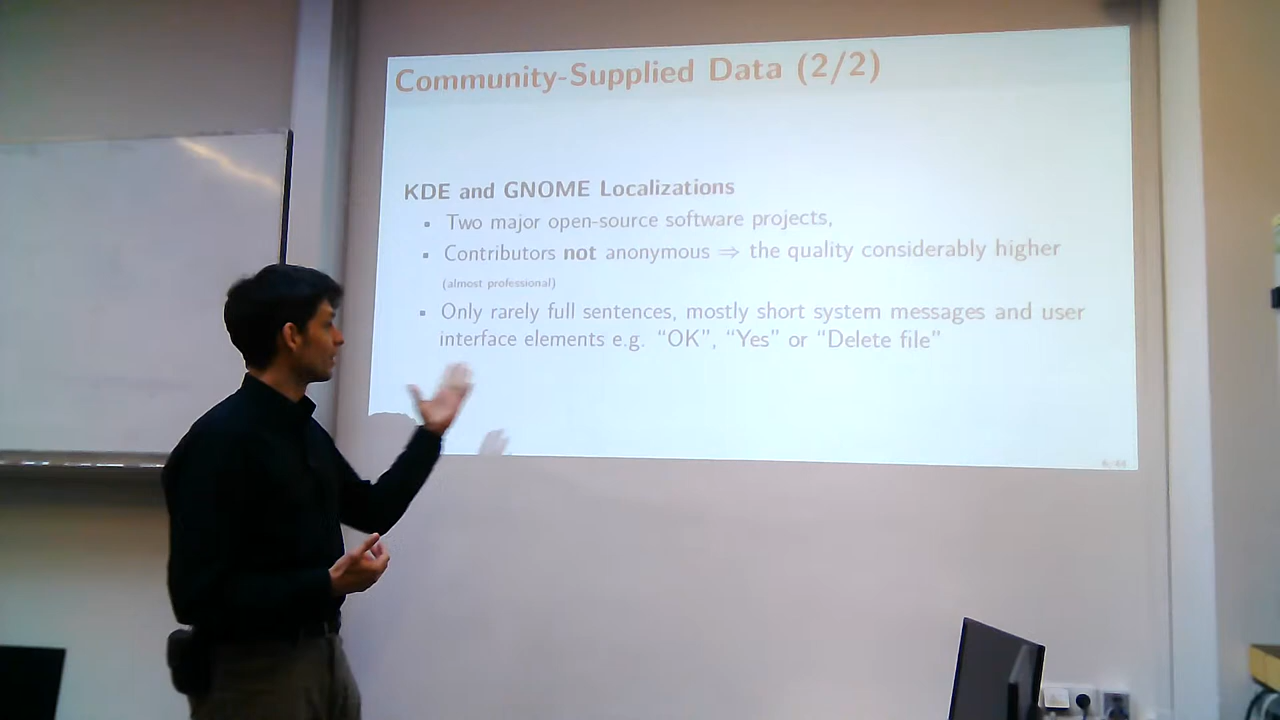 Community-Supplied Data (2/2)
KDE and GNOME Localizations
Two major open-source software projects,
Contributors not anonymous ⇒ the quality considerably higher
(almost professional)
Only rarely full sentences, mostly short system messages and user
interface elements e.g. “OK”, “Yes” or “Delete file”